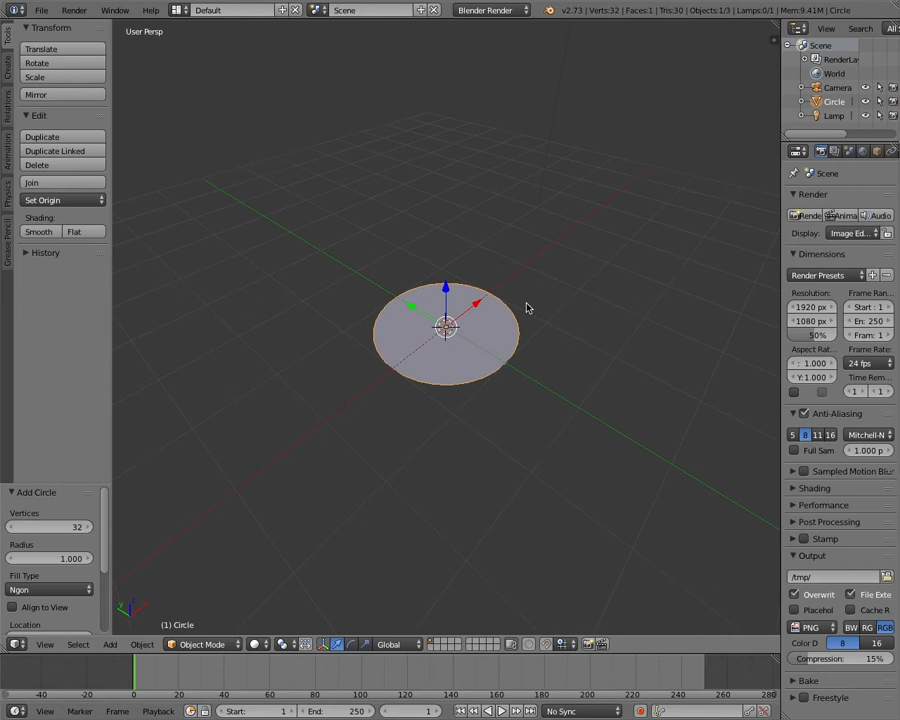 File Render Window Help Default Scene Blender Render v2.73 | Verts:32 | Faces:1 | Tris:30 | Objects:1/3 | Lamps:0/1 | Mem:9.41M | Circle
Tools
Create
Relations
Animation
Physics
Grease Pencil
Transform
Translate
Rotate
Scale
Mirror
Edit
Duplicate
Duplicate Linked
Delete
Join
Set Origin
Shading:
Smooth Flat
History
Add Circle
Vertices
32
Radius
1.000
Fill Type
Ngon
Align to View
Location
User Persp
(1) Circle
View Select Add Object Object Mode Global
-40 -20 0 20 40 60 80 100 120 140 160 180 200 220 240 260 280
View Marker Frame Playback Start: 1 End: 250 1 No Sync
View Search All S
Scene
RenderLay
World
Camera
Circle
Lamp
Scene
Render
Rende Anima Audio
Display: Image Ed...
Dimensions
Render Presets
Resolution: Frame Ran...
1920 px Start : 1
1080 px En: 250
50% Fram: 1
Aspect Rat... Frame Rate:
: 1.000 24 fps
Y: 1.000 Time Rem...
1 1
Anti-Aliasing
5 8 11 16 Mitchell-N
Full Sam 1.000 p
Sampled Motion Blur
Shading
Performance
Post Processing
Stamp
Output
/tmp/
Overwrit File Exte
Placehol Cache R
PNG BW RG RGB
Color D 8 16
Compression: 15%
Bake
Freestyle